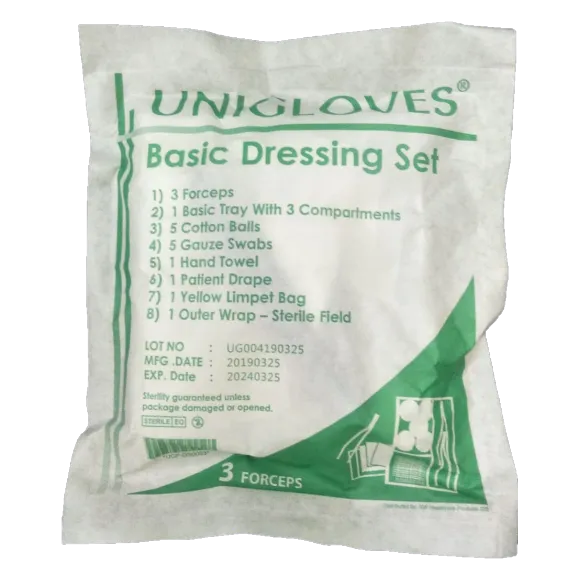 UNIGLOVES®
Basic Dressing Set
1) 3 Forceps
2) 1 Basic Tray With 3 Compartments
3) 5 Cotton Balls
4) 5 Gauze Swabs
5) 1 Hand Towel
6) 1 Patient Drape
7) 1 Yellow Limpet Bag
8) 1 Outer Wrap – Sterile Field
LOT NO : UG004190325
MFG .DATE : 20190325
EXP. Date : 20240325
Sterility guaranteed unless
package damaged or opened.
STERILE EO 2
3 FORCEPS